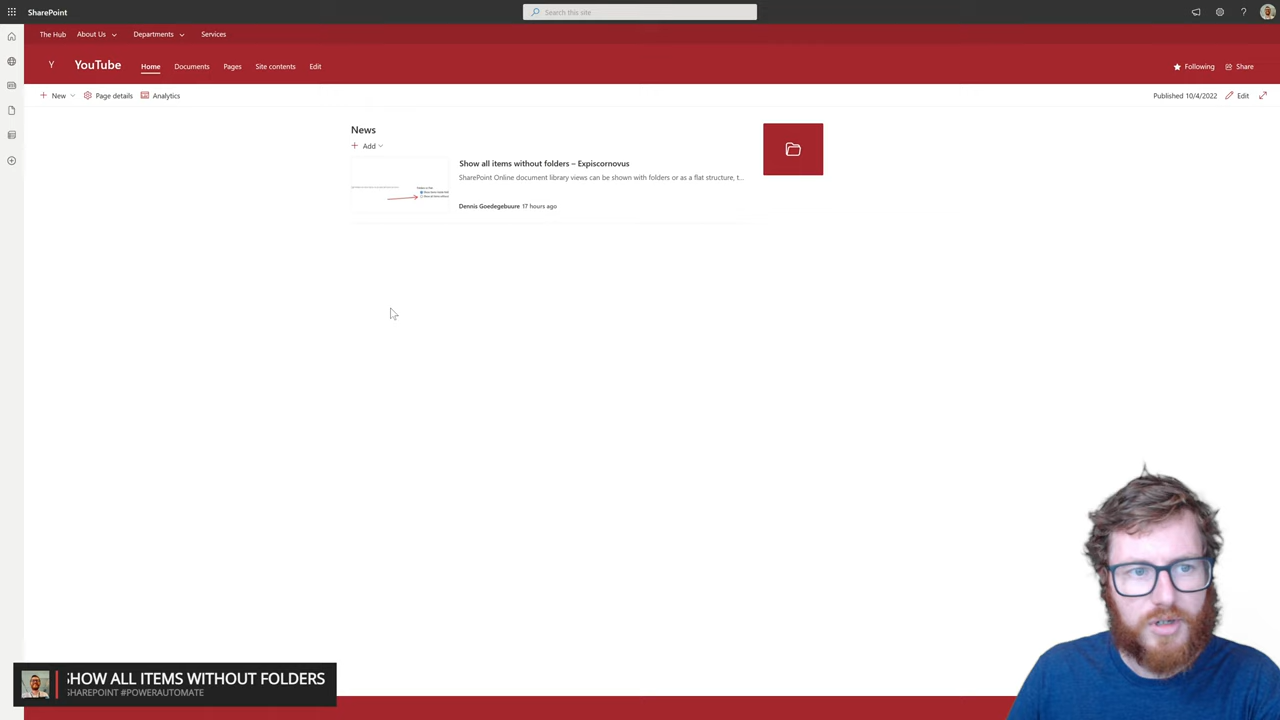 SharePoint
Search this site
The Hub
About Us
Departments
Services
Y
YouTube
Home
Documents
Pages
Site contents
Edit
Following
Share
New
Page details
Analytics
Published 10/4/2022
Edit
News
Add
Show all items without folders – Expiscornovus
SharePoint Online document library views can be shown with folders or as a flat structure, t...
Dennis Goedegebuure 17 hours ago
HOW ALL ITEMS WITHOUT FOLDERS
SHAREPOINT #POWERAUTOMATE